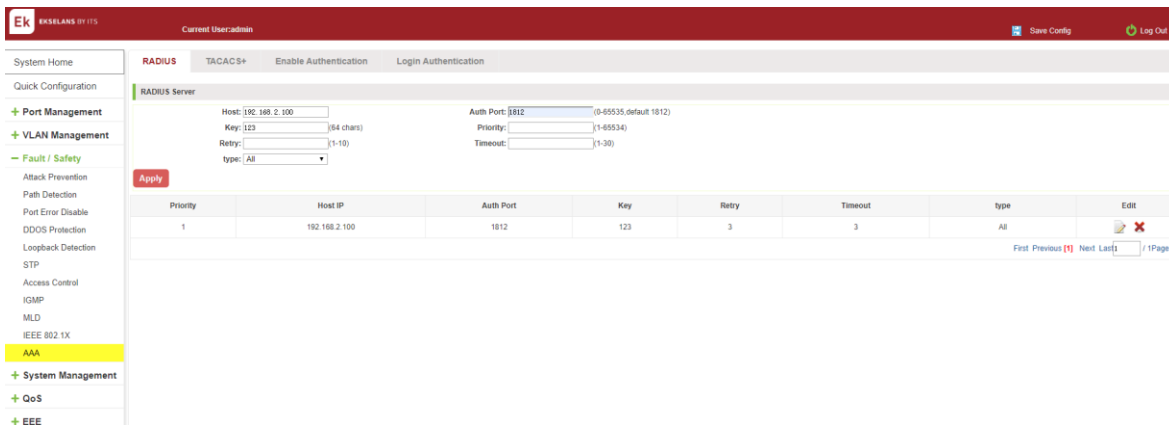 Ek EKSELANS BY ITS
Current User:admin
Save Config
Log Out
System Home
Quick Configuration
+ Port Management
+ VLAN Management
− Fault / Safety
Attack Prevention
Path Detection
Port Error Disable
DDOS Protection
Loopback Detection
STP
Access Control
IGMP
MLD
IEEE 802.1X
AAA
+ System Management
+ QoS
+ EEE
RADIUS TACACS+ Enable Authentication Login Authentication
RADIUS Server
Host: 192.168.2.100 Auth Port: 1812 (0-65535,default 1812)
Key: 123 (64 chars) Priority: (1-65534)
Retry: (1-10) Timeout: (1-30)
type: All
Apply
Priority Host IP Auth Port Key Retry Timeout type Edit
1 192.168.2.100 1812 123 3 3 All
First Previous [1] Next Last 1 / 1Page